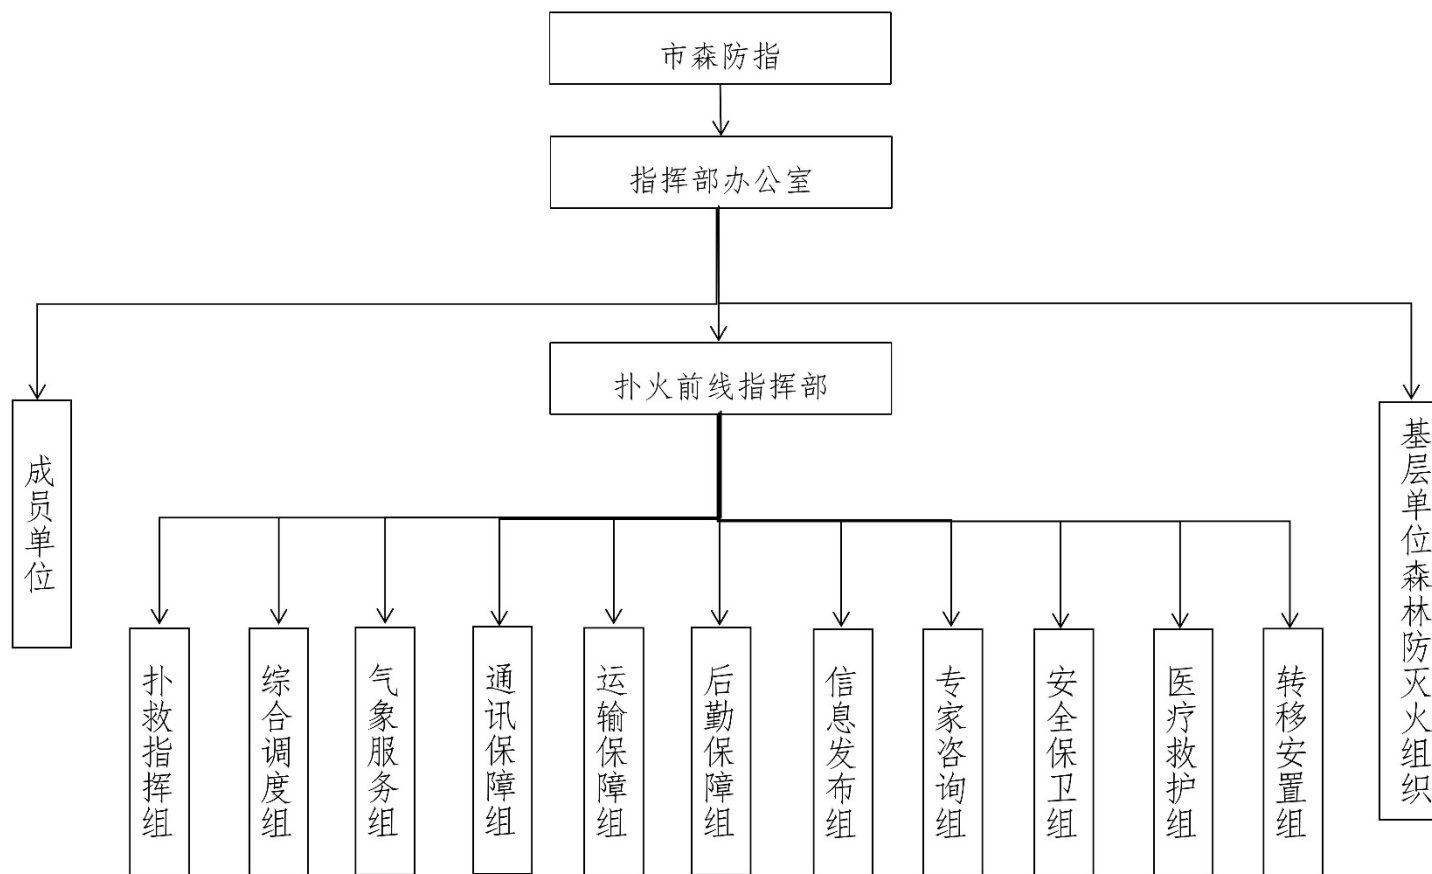 市森防指
指挥部办公室
扑火前线指挥部
成员单位
基层单位森林防灭火组织
扑救指挥组
综合调度组
气象服务组
通讯保障组
运输保障组
后勤保障组
信息发布组
专家咨询组
安全保卫组
医疗救护组
转移安置组